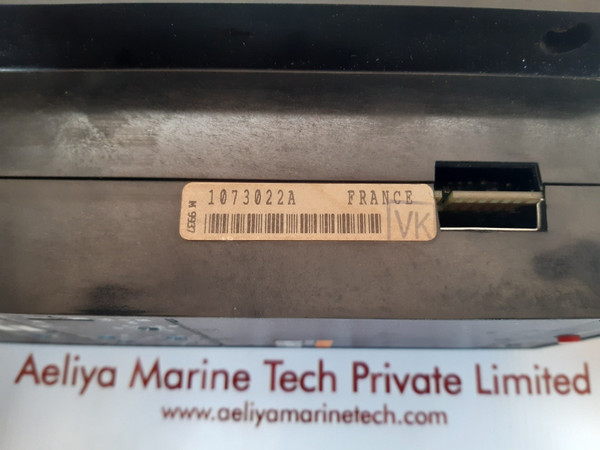 1073022A FRANCE
M 9937
VK
Aeliya Marine Tech Private Limited
www.aeliyamarinetech.com